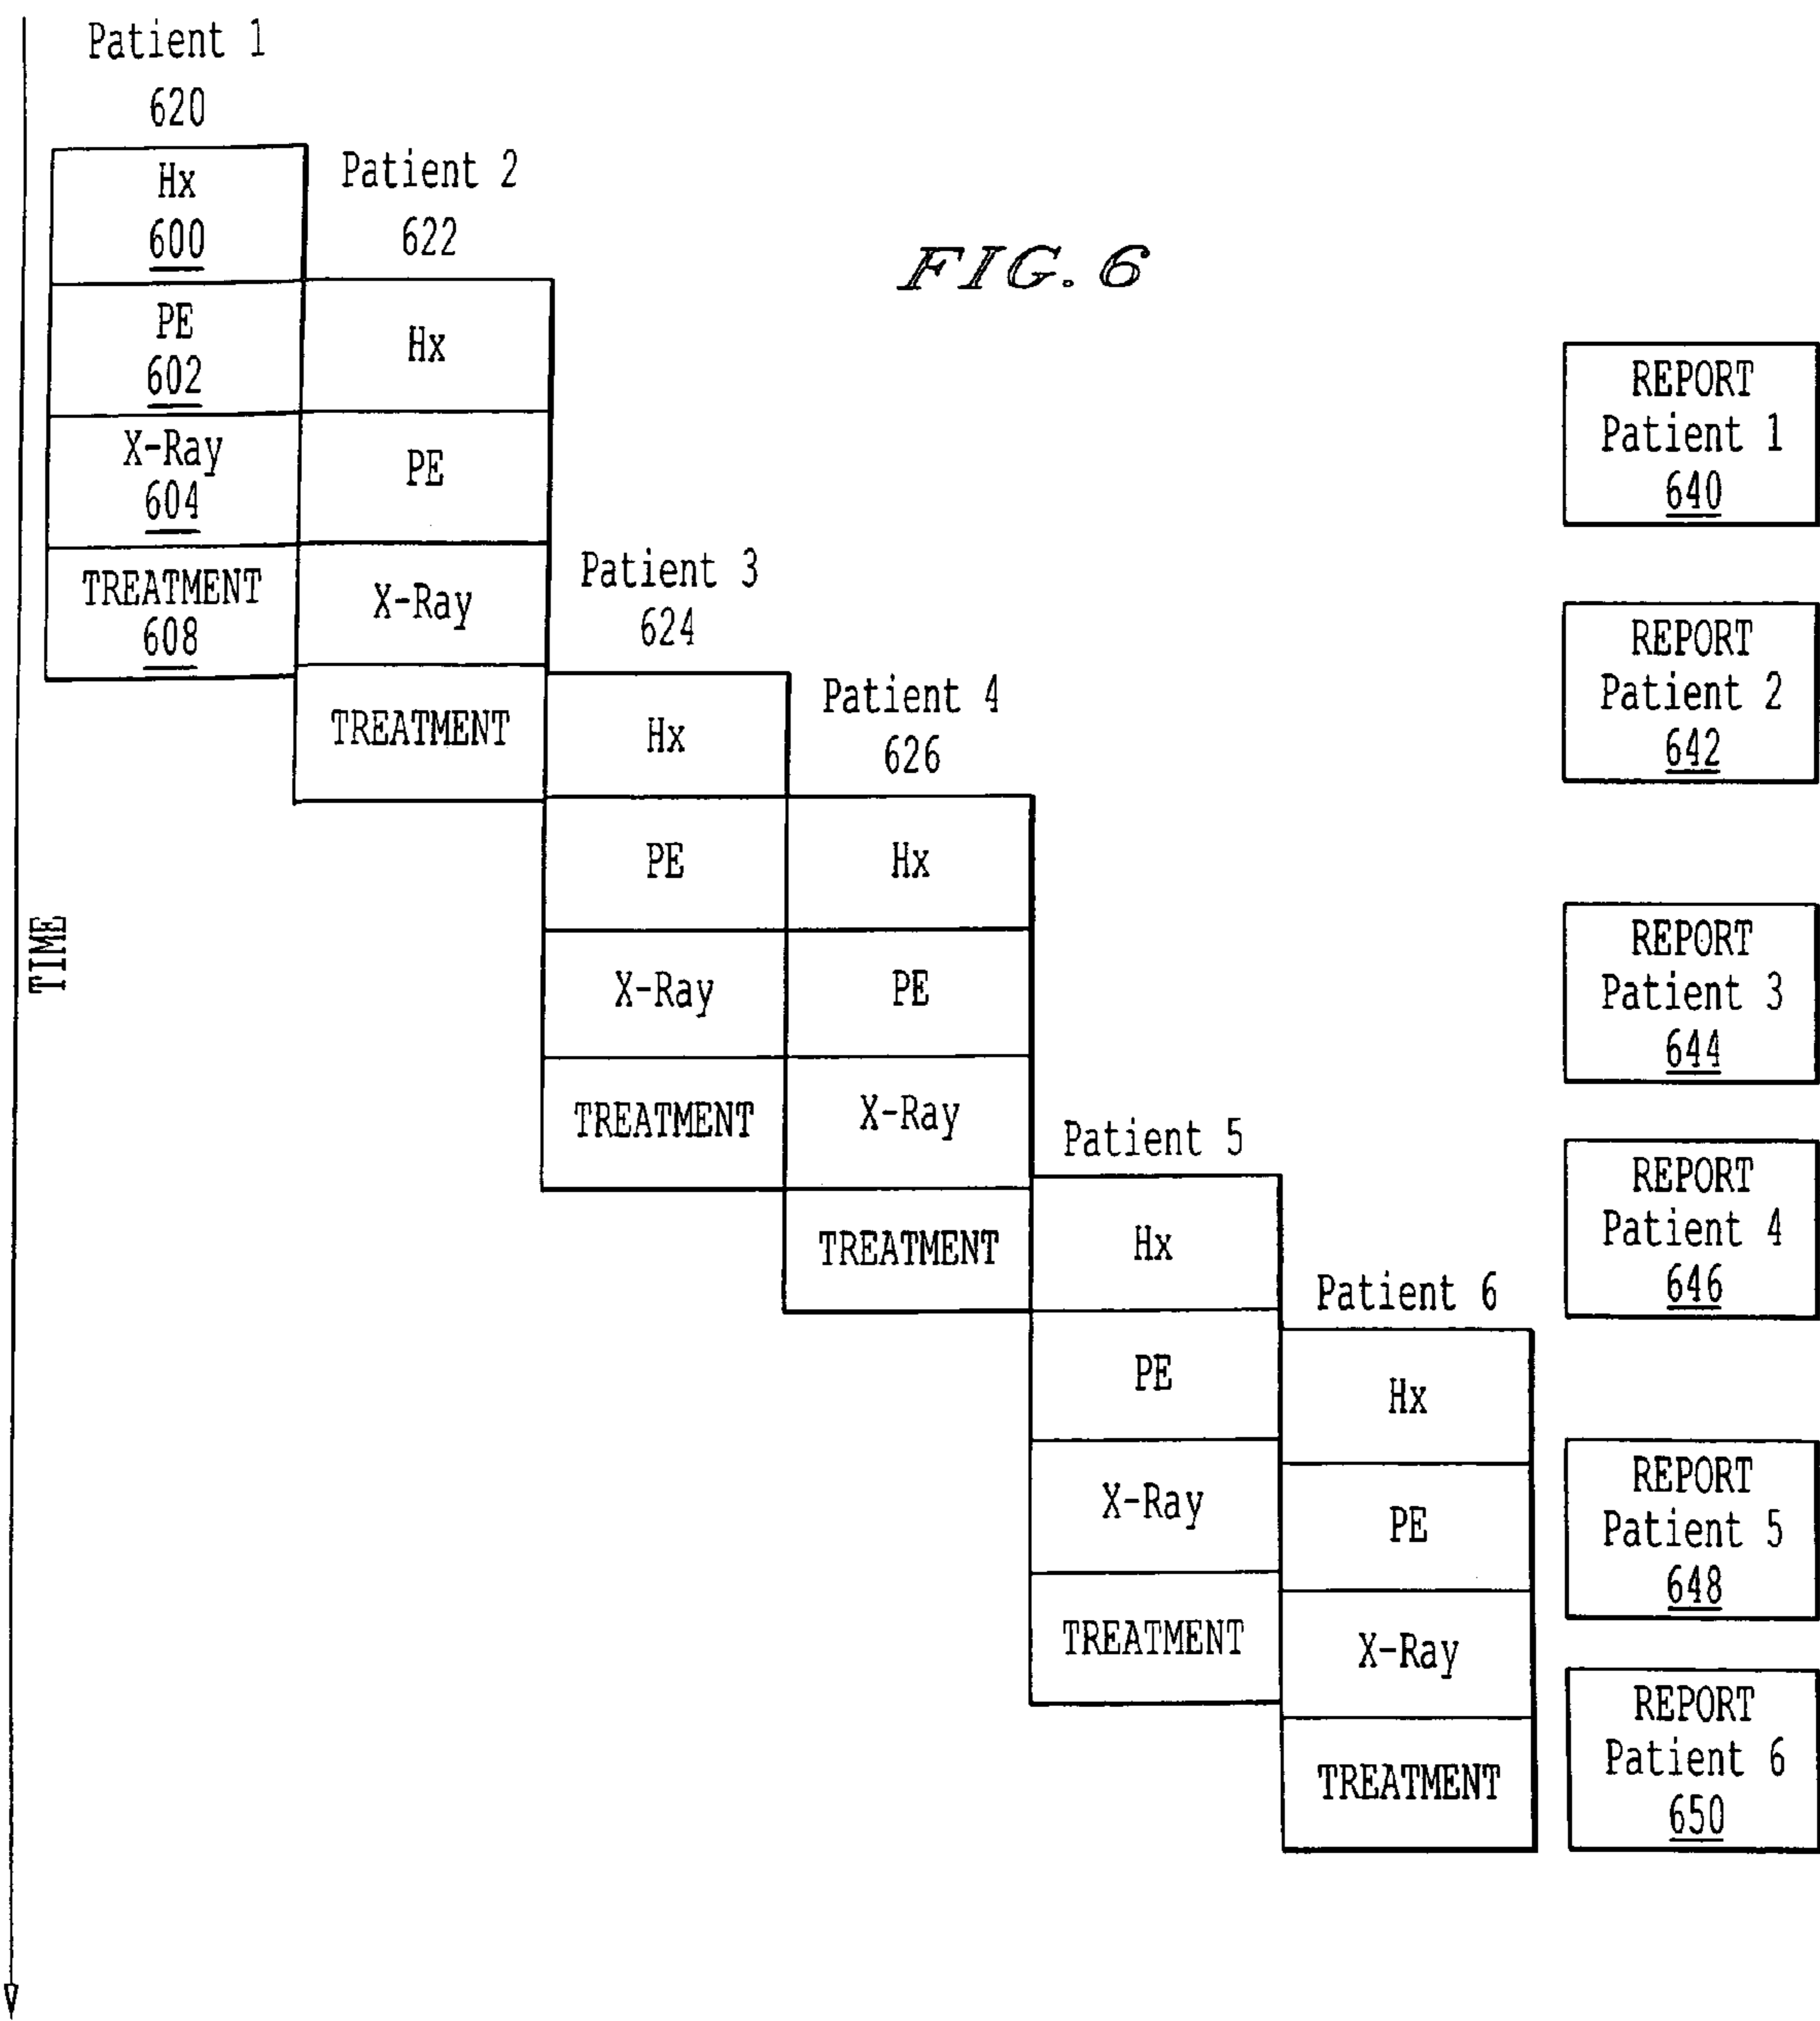 Patient 1
620
Hx
600
PE
602
X-Ray
604
TREATMENT
608
Patient 2
622
Hx
PE
X-Ray
TREATMENT
FIG. 6
Patient 3
624
Hx
PE
X-Ray
TREATMENT
Patient 4
626
Hx
PE
X-Ray
TREATMENT
Patient 5
Hx
PE
X-Ray
TREATMENT
Patient 6
Hx
PE
X-Ray
TREATMENT
REPORT
Patient 1
640
REPORT
Patient 2
642
REPORT
Patient 3
644
REPORT
Patient 4
646
REPORT
Patient 5
648
REPORT
Patient 6
650
TIME